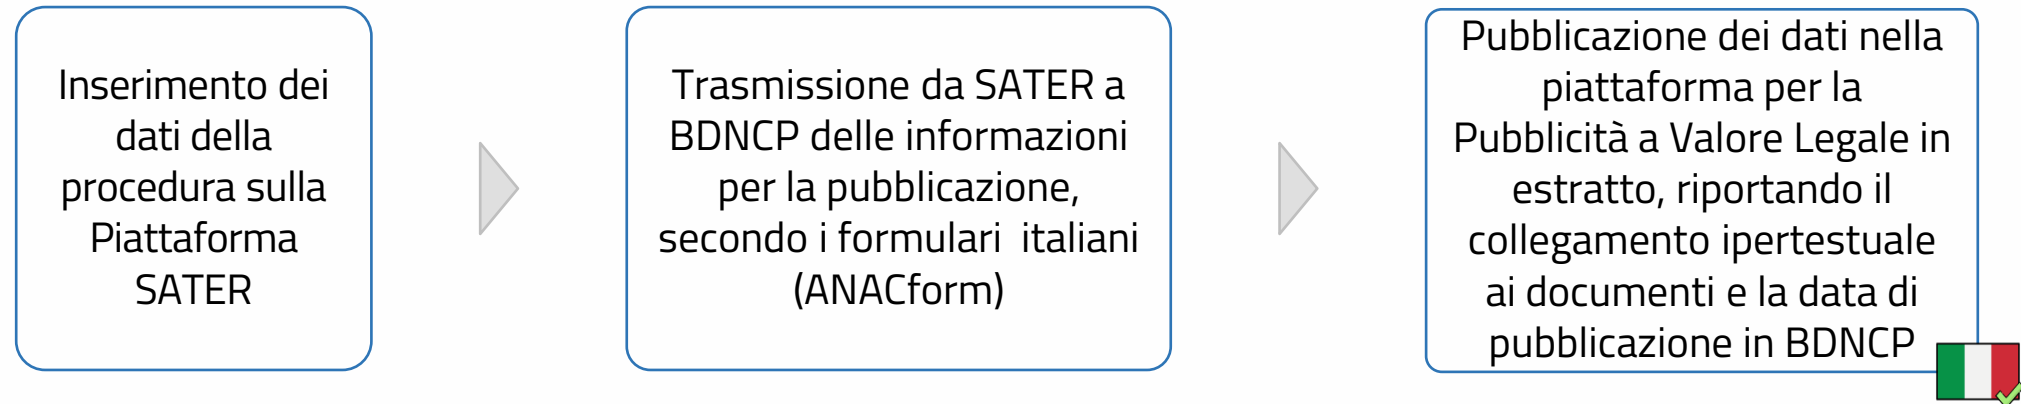 Inserimento dei
dati della
procedura sulla
Piattaforma
SATER
Trasmissione da SATER a
BDNCP delle informazioni
per la pubblicazione,
secondo i formulari italiani
(ANACform)
Pubblicazione dei dati nella
piattaforma per la
Pubblicità a Valore Legale in
estratto, riportando il
collegamento ipertestuale
ai documenti e la data di
pubblicazione in BDNCP